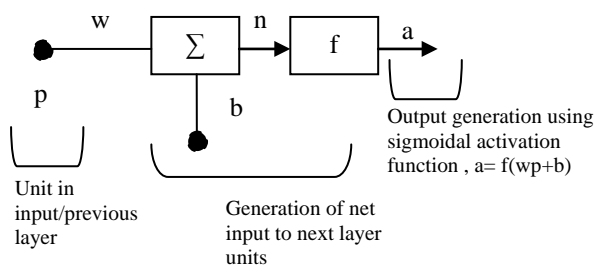 w
∑
n
f
a
p
b
Output generation using
sigmoidal activation
function , a= f(wp+b)
Unit in
input/previous
layer
Generation of net
input to next layer
units